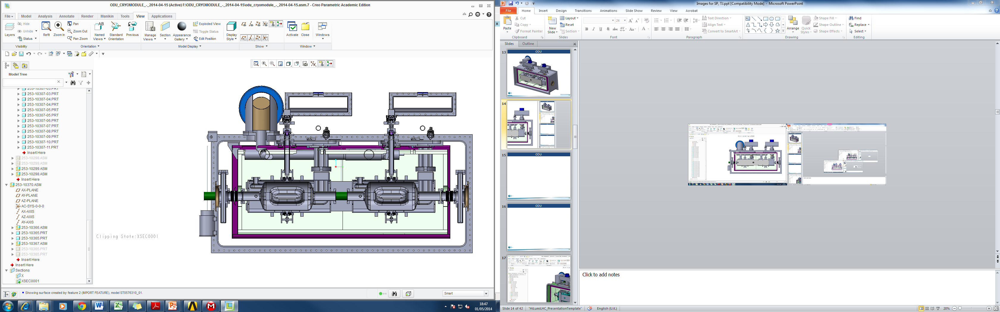 ODU_CRYOMODULE_-_2014-04-15 (Active) F:\ODU_CRYOMODULE_-_2014-04-15\odu_cryomodule_-_2014-04-15.asm.7 - Creo Parametric Academic Edition
File Model Analysis Annotate Render Manikin Tools View Applications
Hide
Unhide
Status
Layers
Visibility
Refit
Zoom In
Pan
Zoom Out
Pan Zoom
Named Views
Standard Orientation
Previous
Orientation
Manage Views
Section
Appearance Gallery
Exploded View
Toggle Status
Edit Position
Display Style
Model Display
Show
Activate
Close
Windows
Window
Model Tree
253-10307-03.PRT
253-10307-03.PRT
253-10307-04.PRT
253-10307-04.PRT
253-10307-05.PRT
253-10307-05.PRT
253-10307-06.PRT
253-10307-07.PRT
253-10307-08.PRT
253-10307-09.PRT
253-10307-10.PRT
253-10307-11.PRT
Insert Here
253-10298.ASM
253-10299.ASM
253-10299.ASM
253-10298.ASM
Insert Here
253-10370.ASM
AX-PLANE
AY-PLANE
AZ-PLANE
AC-SYS-0-0-0
AX-AXIS
AZ-AXIS
AY-AXIS
253-10366.ASM
253-10365.PRT
253-10365.PRT
253-10367.ASM
253-10365.PRT
253-10365.PRT
Insert Here
Insert Here
Sections
X
XSEC0001
Clipping State:XSEC0001
Showing surface created by feature 2 (IMPORT FEATURE), model ST0576310_01.
Smart
18:47
01/05/2014
Images for SP, TJ.ppt [Compatibility Mode] - Microsoft PowerPoint
File Home Insert Design Transitions Animations Slide Show Review View Acrobat
Paste
Cut
Copy
Format Painter
Clipboard
New Slide
Layout
Reset
Section
Slides
24
Font
Text Direction
Align Text
Convert to SmartArt
Paragraph
Arrange
Quick Styles
Shape Fill
Shape Outline
Shape Effects
Drawing
Find
Replace
Select
Editing
Slides Outline
13
ODU
14
15
ODU
16
ODU
17
Click to add notes
Slide 14 of 42 "HiLumiLHC_PresentationTemplate" English (U.K.) 20%